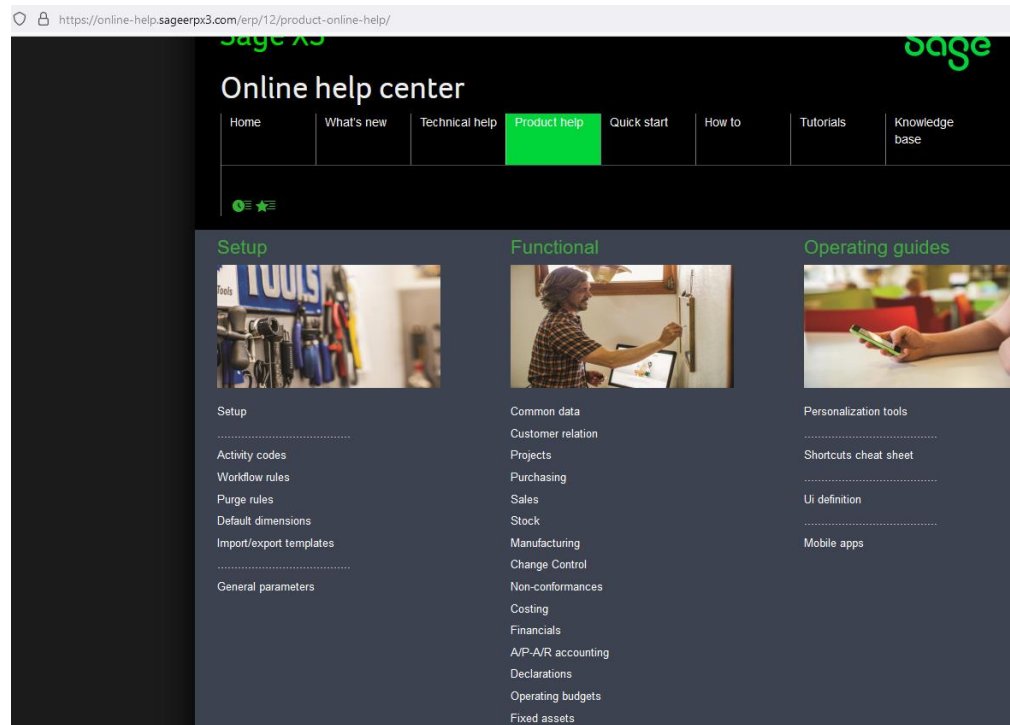 https://online-help.sageerpx3.com/erp/12/product-online-help/
Sage X3
Sage
Online help center
Home
What's new
Technical help
Product help
Quick start
How to
Tutorials
Knowledge
base
Setup
Tools
TOOLS
Setup
Activity codes
Workflow rules
Purge rules
Default dimensions
Import/export templates
General parameters
Functional
Common data
Customer relation
Projects
Purchasing
Sales
Stock
Manufacturing
Change Control
Non-conformances
Costing
Financials
A/P-A/R accounting
Declarations
Operating budgets
Fixed assets
Operating guides
Personalization tools
Shortcuts cheat sheet
Ui definition
Mobile apps